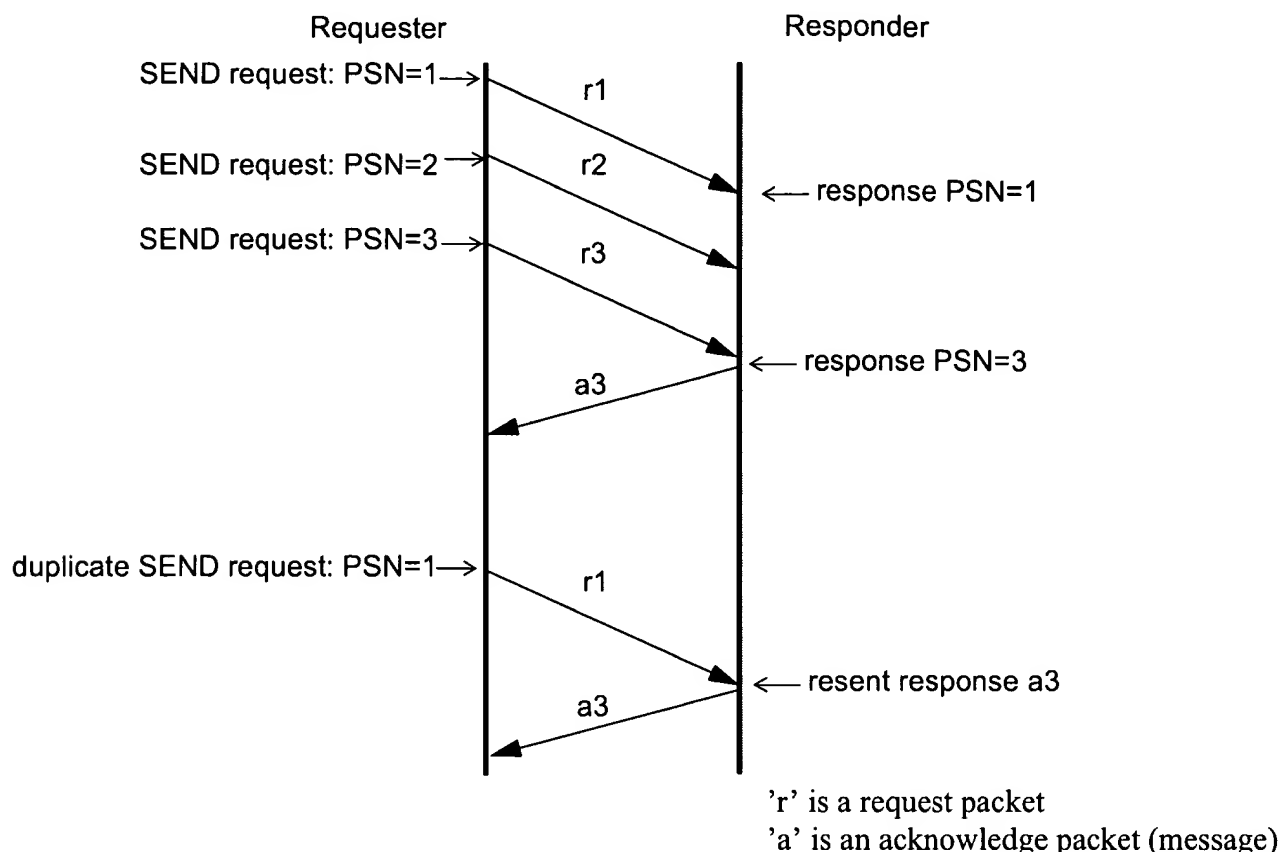 Requester
Responder
SEND request: PSN=1
r1
SEND request: PSN=2
r2
response PSN=1
SEND request: PSN=3
r3
response PSN=3
a3
duplicate SEND request: PSN=1
r1
resent response a3
a3
'r' is a request packet
'a' is an acknowledge packet (message)